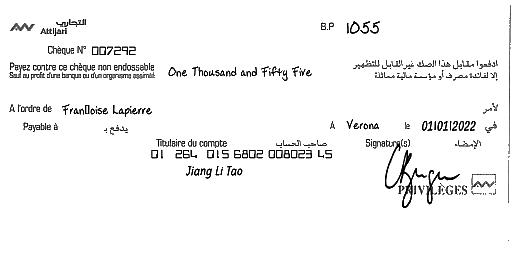 التجاري
Attijari
B.P 1055
Chèque N° 007292
Payez contre ce chèque non endossable
Sauf au profit d'une banque ou d'un organisme assimilé
One Thousand and Fifty Five
ادفعوا مقابل هذا الصك غير القابل للتظهير
إلا لفائدة مصرف أو مؤسسة مالية مماثلة
A l'ordre de Fran▯oise Lapierre لأمر
Payable à يدفع بـ A Verona le 01/01/2022 في
Titulaire du compte صاحب الحساب Signature(s) الإمضاء
01 264 015 6802 008023 45
Jiang Li Tao
PRIVILÈGES